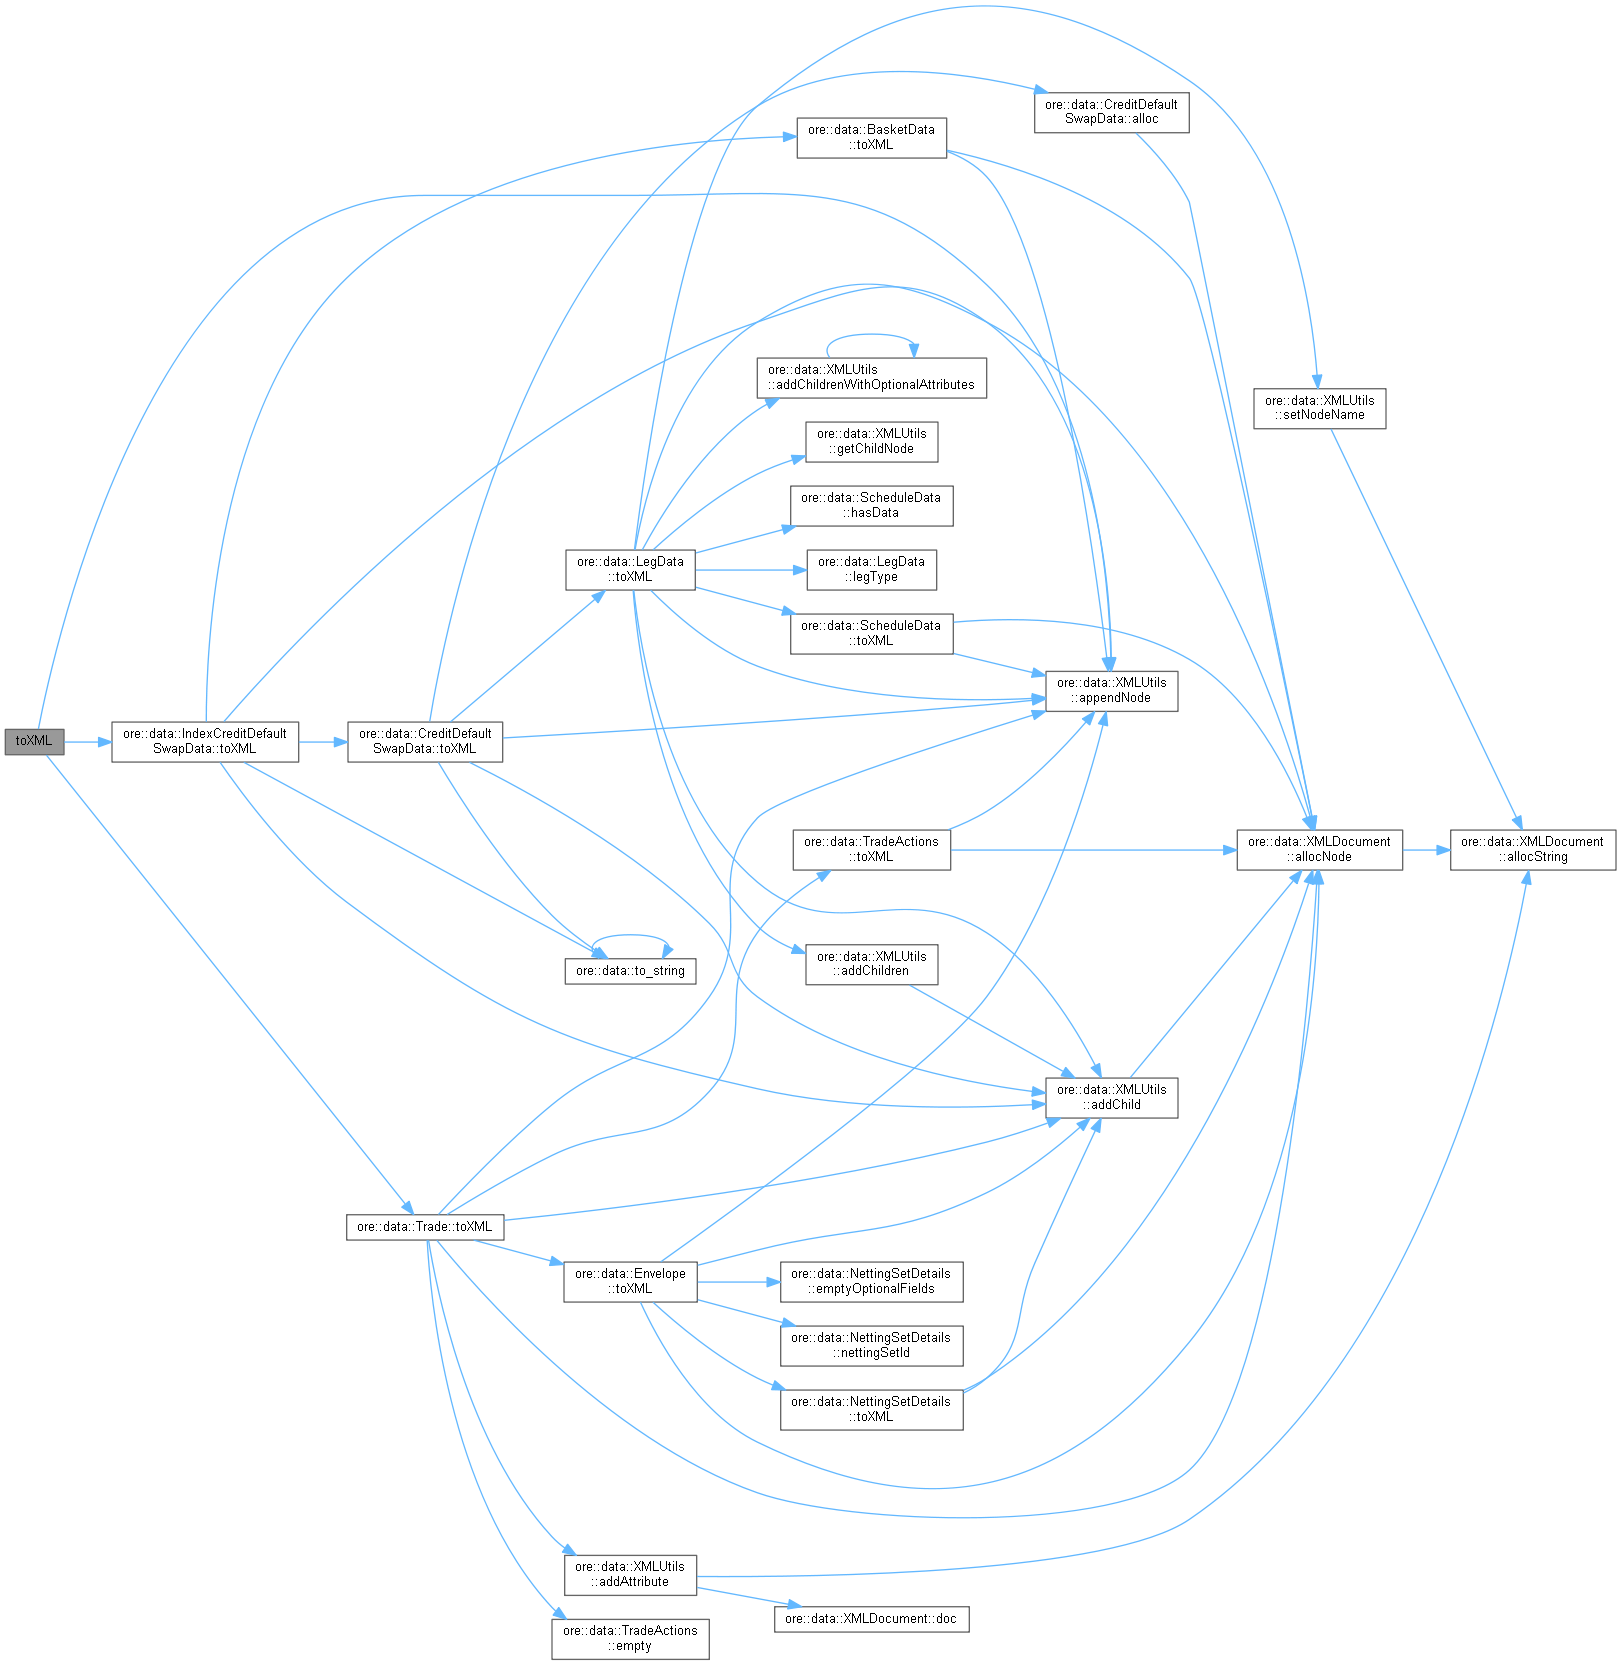 ore::data::CreditDefault
SwapData::alloc
ore::data::BasketData
::toXML
ore::data::XMLUtils
::addChildrenWithOptionalAttributes
ore::data::XMLUtils
::setNodeName
ore::data::XMLUtils
::getChildNode
ore::data::ScheduleData
::hasData
ore::data::LegData
::toXML
ore::data::LegData
::legType
ore::data::ScheduleData
::toXML
ore::data::XMLUtils
::appendNode
toXML
ore::data::IndexCreditDefault
SwapData::toXML
ore::data::CreditDefault
SwapData::toXML
ore::data::TradeActions
::toXML
ore::data::XMLDocument
::allocNode
ore::data::XMLDocument
::allocString
ore::data::to_string
ore::data::XMLUtils
::addChildren
ore::data::XMLUtils
::addChild
ore::data::Trade::toXML
ore::data::Envelope
::toXML
ore::data::NettingSetDetails
::emptyOptionalFields
ore::data::NettingSetDetails
::nettingSetId
ore::data::NettingSetDetails
::toXML
ore::data::XMLUtils
::addAttribute
ore::data::XMLDocument::doc
ore::data::TradeActions
::empty